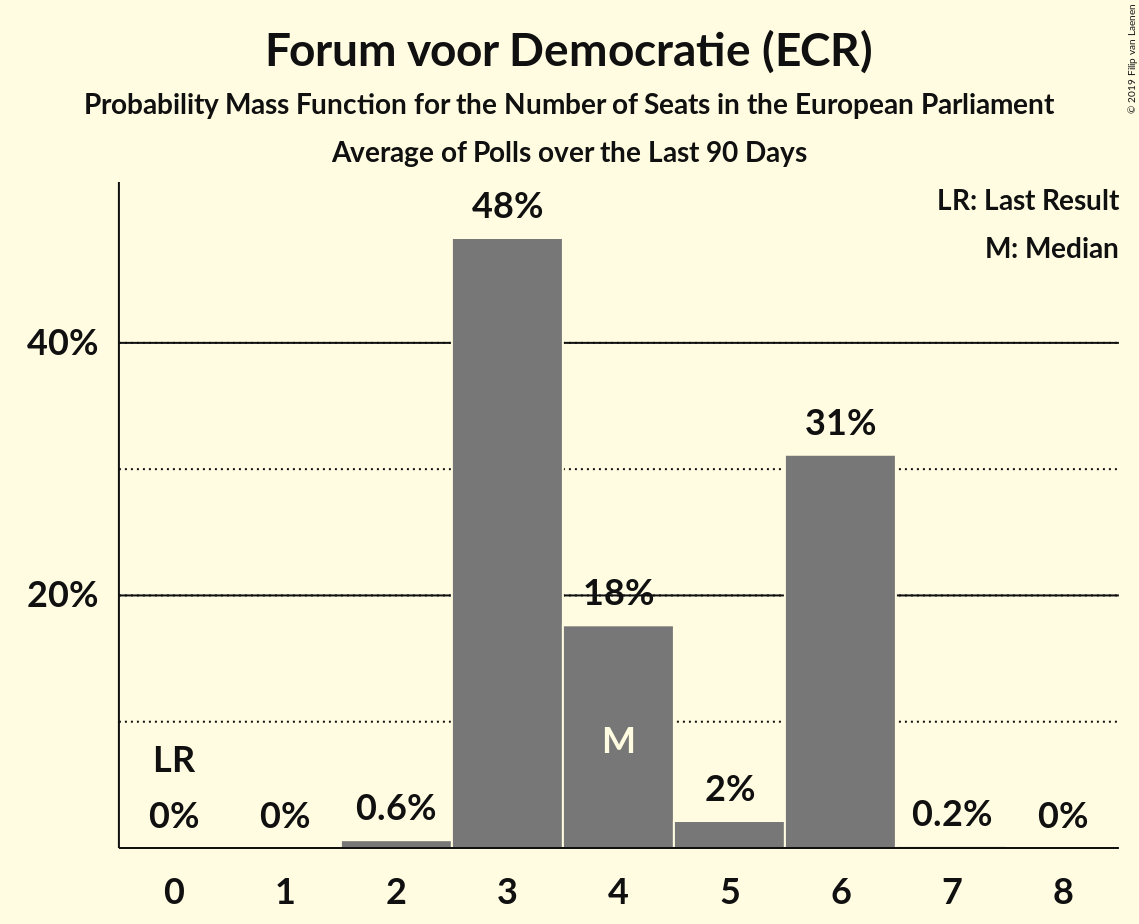 Forum voor Democratie (ECR)
Probability Mass Function for the Number of Seats in the European Parliament
Average of Polls over the Last 90 Days
© 2019 Filip van Laenen
LR: Last Result
M: Median
48%
40%
31%
20%
18%
M
LR
0%
0%
0.6%
2%
0.2%
0%
0 1 2 3 4 5 6 7 8